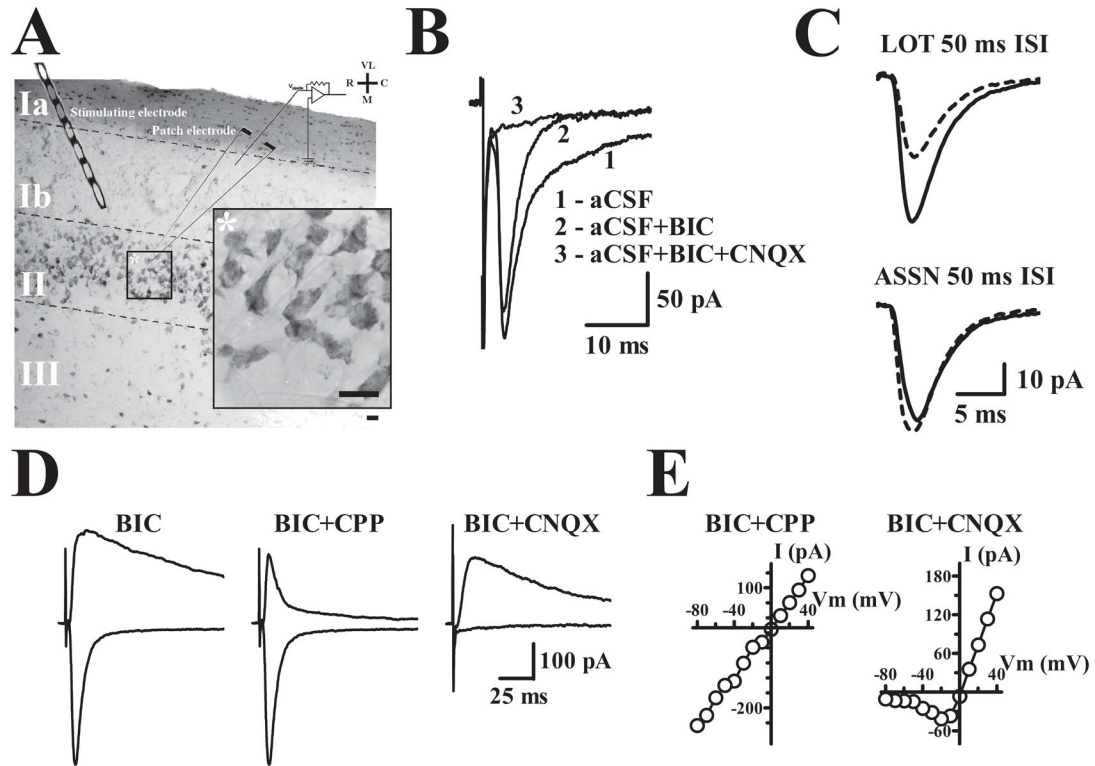 A
B
C
VL
R C
M
Ia
Stimulating electrode
Patch electrode
Ib
*
*
II
III
3
2
1
1 - aCSF
2 - aCSF+BIC
3 - aCSF+BIC+CNQX
50 pA
10 ms
LOT 50 ms ISI
ASSN 50 ms ISI
10 pA
5 ms
D
E
BIC
BIC+CPP
BIC+CNQX
100 pA
25 ms
BIC+CPP
I (pA)
100
-80 -40 40
Vm (mV)
-200
BIC+CNQX
I (pA)
180
120
60
Vm (mV)
-80 -40 40
-60